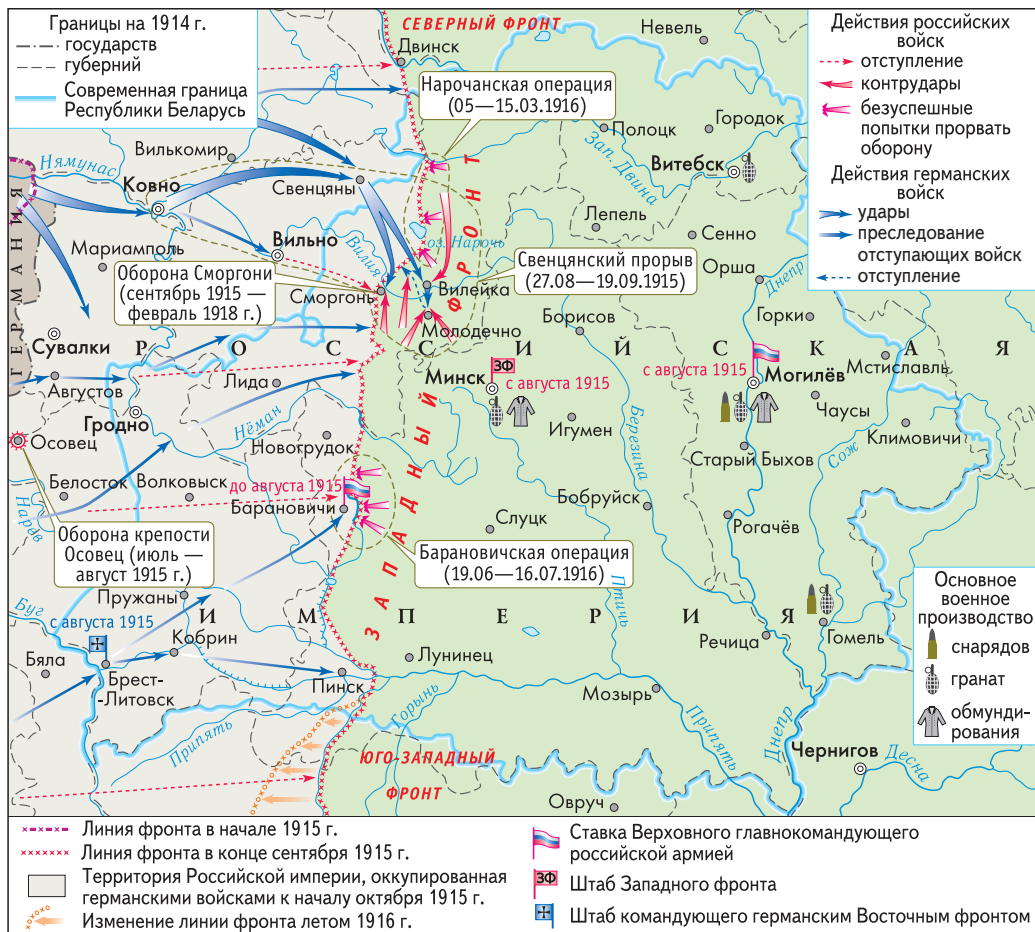 Границы на 1914 г.
государств
губерний
Современная граница
Республики Беларусь
СЕВЕРНЫЙ ФРОНТ
Двинск
Невель
Действия российских
войск
отступление
контрудары
безуспешные
попытки прорвать
оборону
Действия германских
войск
удары
преследование
отступающих войск
отступление
Нарочанская операция
(05—15.03.1916)
Полоцк
Городок
Зап. Двина
Витебск
Вилькомир
Нямунас
Ковно
Свенцяны
Лепель
Сенно
Мариамполь
Вильно
Вилия
оз. Нарочь
Оборона Сморгони
(сентябрь 1915 —
февраль 1918 г.)
Сморгонь
Вилейка
Свенцянский прорыв
(27.08—19.09.1915)
Орша
Днепр
Молодечно
Борисов
Горки
ГЕРМАНИЯ
Сувалки
РОССИЙСКАЯ
ЗФ
Минск
с августа 1915
с августа 1915
Могилёв
Мстиславль
Августов
Лида
Гродно
Нёман
Чаусы
Игумен
Березина
Климовичи
Осовец
Новогрудок
Старый Быхов
Сож
Белосток
Волковыск
до августа 1915
Барановичи
Нарев
Бобруйск
Слуцк
Рогачёв
ЗАПАДНЫЙ ФРОНТ
Оборона крепости
Осовец (июль —
август 1915 г.)
Барановичская операция
(19.06—16.07.1916)
Пружаны
Птичь
Буг
с августа 1915
ИМПЕРИЯ
Кобрин
Речица
Гомель
Бяла
Брест-
-Литовск
Лунинец
Пинск
Мозырь
Горынь
Припять
Припять
Днепр
Чернигов
Десна
ЮГО-ЗАПАДНЫЙ
ФРОНТ
Овруч
Основное
военное
производство
снарядов
гранат
обмунди-
рования
Линия фронта в начале 1915 г.
Линия фронта в конце сентября 1915 г.
Территория Российской империи, оккупированная
германскими войсками к началу октября 1915 г.
Изменение линии фронта летом 1916 г.
Ставка Верховного главнокомандующего
российской армией
ЗФ
Штаб Западного фронта
Штаб командующего германским Восточным фронтом